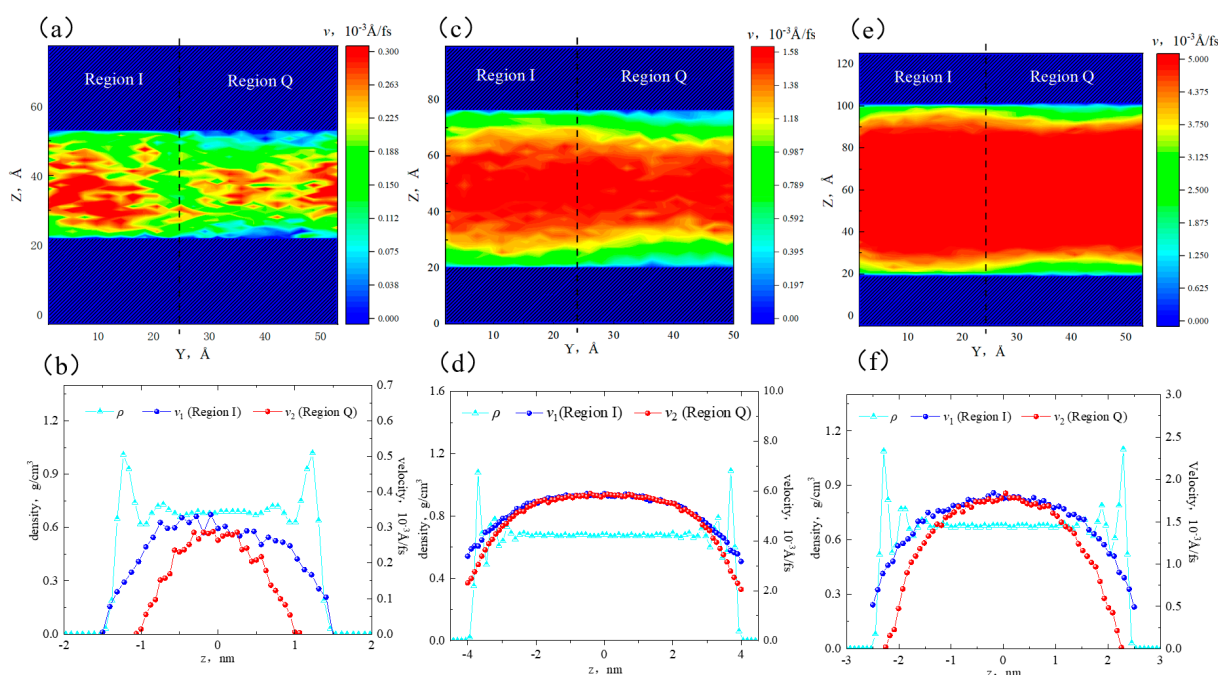 (a)
v, 10⁻³Å/fs
Region I
Region Q
Z, Å
60
40
20
0
10
20
30
40
50
Y, Å
0.300
0.263
0.225
0.188
0.150
0.112
0.075
0.038
0.000
(c)
v, 10⁻³Å/fs
Region I
Region Q
Z, Å
80
60
40
20
0
10
20
30
40
50
Y, Å
1.58
1.38
1.18
0.987
0.789
0.592
0.395
0.197
0.00
(e)
v, 10⁻³Å/fs
Region I
Region Q
Z, Å
120
100
80
60
40
20
0
10
20
30
40
50
Y, Å
5.000
4.375
3.750
3.125
2.500
1.875
1.250
0.625
0.000
(b)
ρ
v₁ (Region I)
v₂ (Region Q)
density, g/cm³
1.2
0.9
0.6
0.3
0.0
-2
-1
0
1
2
z, nm
0.7
0.6
0.5
0.4
0.3
0.2
0.1
0.0
velocity, 10⁻³Å/fs
(d)
ρ
v₁(Region I)
v₂ (Region Q)
density, g/cm³
1.6
1.2
0.8
0.4
0.0
-4
-2
0
2
4
z, nm
10.0
8.0
6.0
4.0
2.0
0.0
velocity, 10⁻³Å/fs
(f)
ρ
v₁ (Region I)
v₂ (Region Q)
density, g/cm³
1.2
0.9
0.6
0.3
0.0
-3
-2
-1
0
1
2
3
z, nm
3.0
2.5
2.0
1.5
1.0
0.5
0.0
Velocity, 10⁻³Å/fs